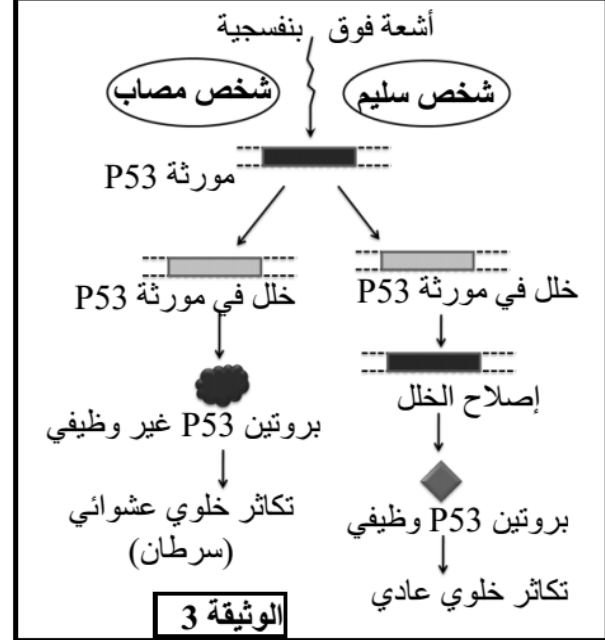 أشعة فوق بنفسجية
شخص سليم
شخص مصاب
مورثة P53
خلل في مورثة P53
خلل في مورثة P53
إصلاح الخلل
بروتين P53 غير وظيفي
بروتين P53 وظيفي
تكاثر خلوي عشوائي
(سرطان)
تكاثر خلوي عادي
الوثيقة 3